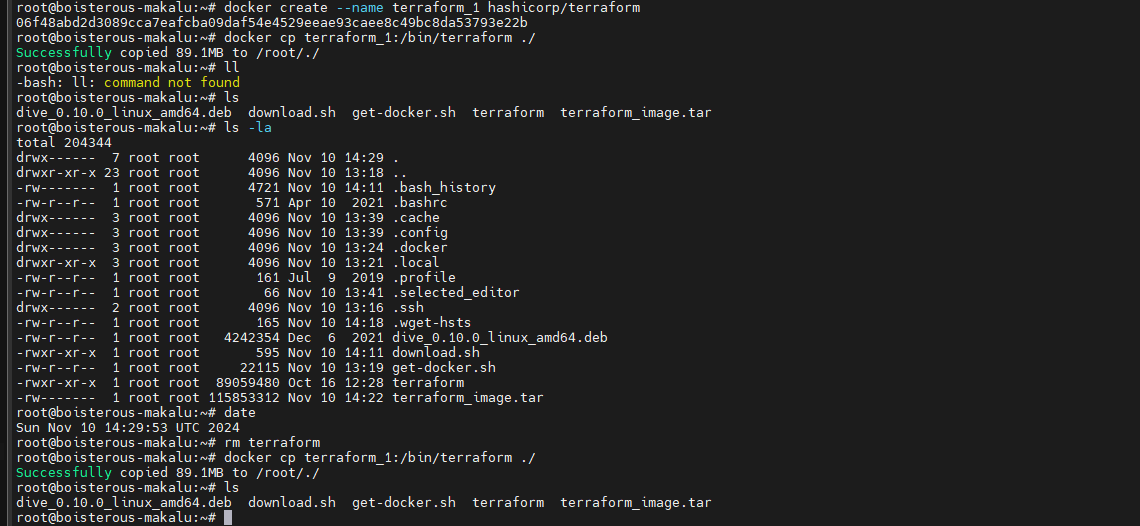 root@boisterous-makalu:~# docker create --name terraform_1 hashicorp/terraform
06f48abd2d3089cca7eafcba09daf54e4529eeae93caee8c49bc8da53793e22b
root@boisterous-makalu:~# docker cp terraform_1:/bin/terraform ./
Successfully copied 89.1MB to /root/./
root@boisterous-makalu:~# ll
-bash: ll: command not found
root@boisterous-makalu:~# ls
dive_0.10.0_linux_amd64.deb  download.sh  get-docker.sh  terraform  terraform_image.tar
root@boisterous-makalu:~# ls -la
total 204344
drwx------  7 root root      4096 Nov 10 14:29 .
drwxr-xr-x 23 root root      4096 Nov 10 13:18 ..
-rw-------  1 root root      4721 Nov 10 14:11 .bash_history
-rw-r--r--  1 root root       571 Apr 10  2021 .bashrc
drwx------  3 root root      4096 Nov 10 13:39 .cache
drwx------  3 root root      4096 Nov 10 13:39 .config
drwx------  3 root root      4096 Nov 10 13:24 .docker
drwxr-xr-x  3 root root      4096 Nov 10 13:21 .local
-rw-r--r--  1 root root       161 Jul  9  2019 .profile
-rw-r--r--  1 root root        66 Nov 10 13:41 .selected_editor
drwx------  2 root root      4096 Nov 10 13:16 .ssh
-rw-r--r--  1 root root       165 Nov 10 14:18 .wget-hsts
-rw-r--r--  1 root root   4242354 Dec  6  2021 dive_0.10.0_linux_amd64.deb
-rwxr-xr-x  1 root root       595 Nov 10 14:11 download.sh
-rw-r--r--  1 root root     22115 Nov 10 13:19 get-docker.sh
-rwxr-xr-x  1 root root  89059480 Oct 16 12:28 terraform
-rw-------  1 root root 115853312 Nov 10 14:22 terraform_image.tar
root@boisterous-makalu:~# date
Sun Nov 10 14:29:53 UTC 2024
root@boisterous-makalu:~# rm terraform
root@boisterous-makalu:~# docker cp terraform_1:/bin/terraform ./
Successfully copied 89.1MB to /root/./
root@boisterous-makalu:~# ls
dive_0.10.0_linux_amd64.deb  download.sh  get-docker.sh  terraform  terraform_image.tar
root@boisterous-makalu:~#